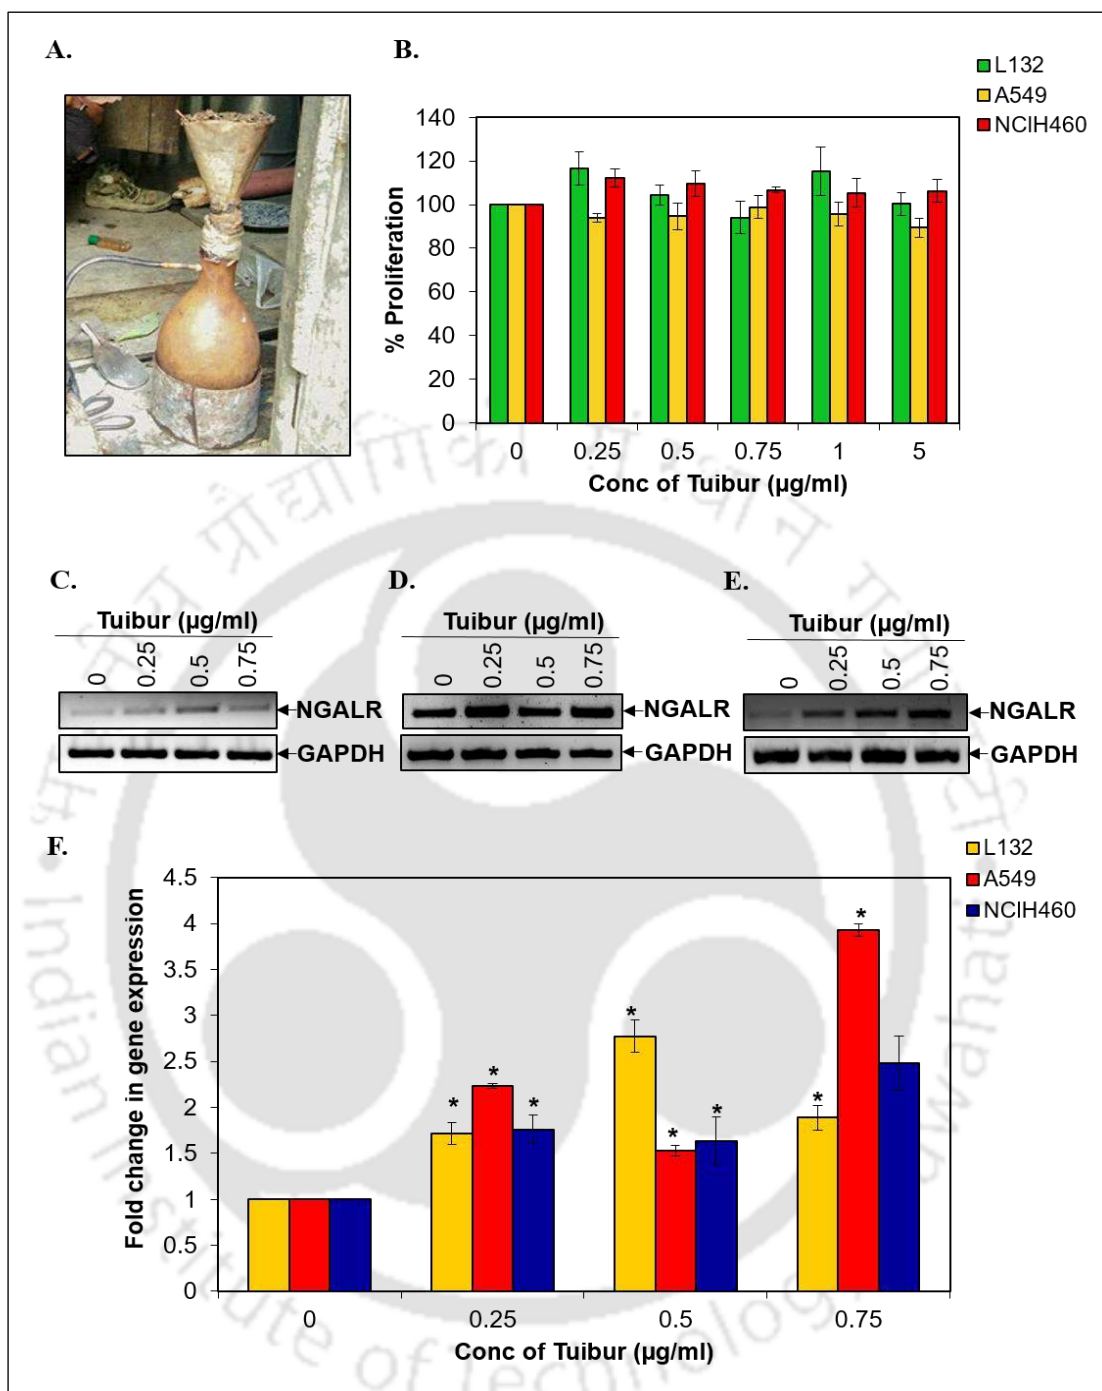 A.
B.
L132
A549
NCIH460
140
120
100
80
60
40
20
0
% Proliferation
0 0.25 0.5 0.75 1 5
Conc of Tuibur (µg/ml)
C.
Tuibur (µg/ml)
0 0.25 0.5 0.75
NGALR
GAPDH
D.
Tuibur (µg/ml)
0 0.25 0.5 0.75
NGALR
GAPDH
E.
Tuibur (µg/ml)
0 0.25 0.5 0.75
NGALR
GAPDH
F.
L132
A549
NCIH460
4.5
4
3.5
3
2.5
2
1.5
1
0.5
0
Fold change in gene expression
* * *
* * *
* *
0 0.25 0.5 0.75
Conc of Tuibur (µg/ml)
Indian Institute of Technology Guwahati